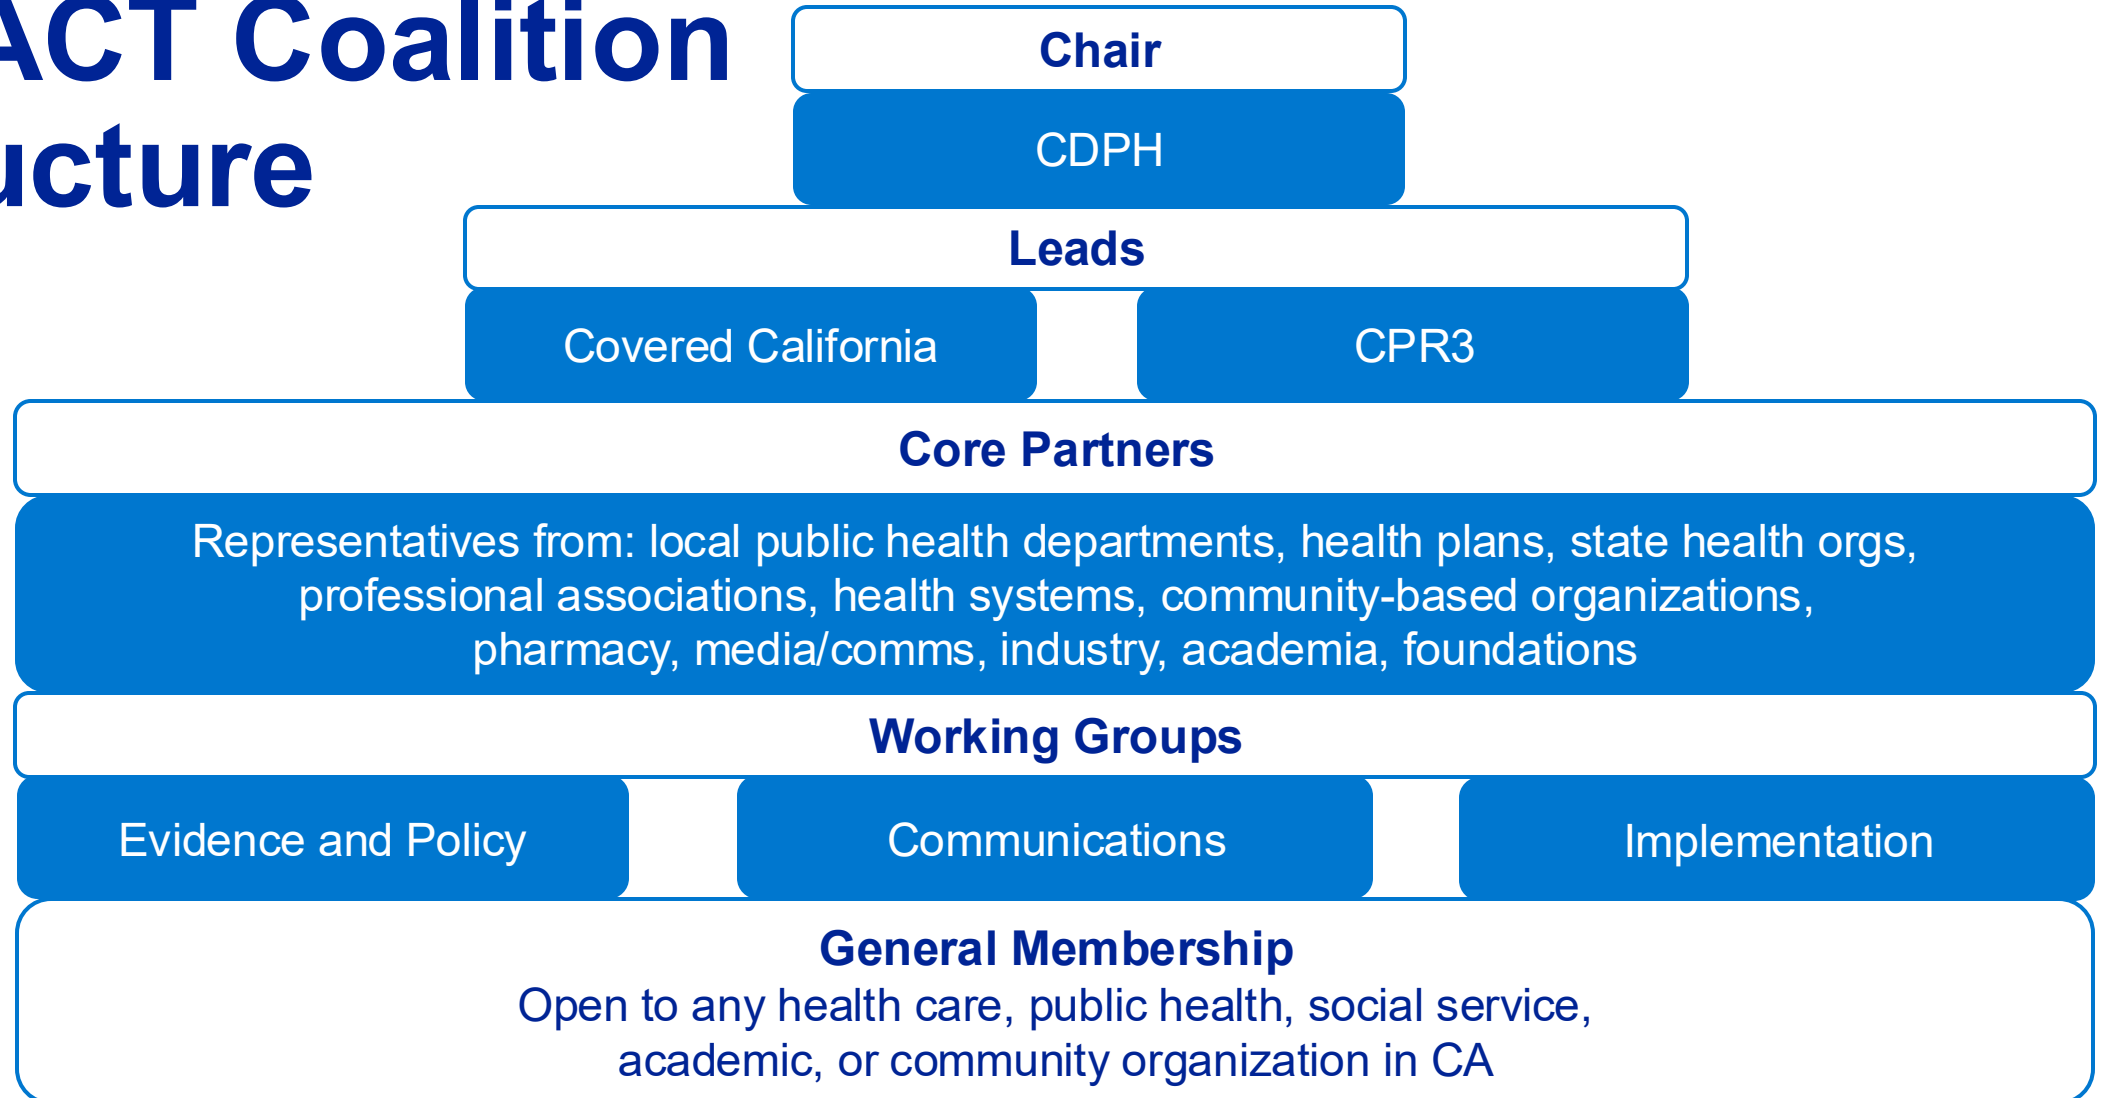 ACT Coalition
ucture
Chair
CDPH
Leads
Covered California
CPR3
Core Partners
Representatives from: local public health departments, health plans, state health orgs,
professional associations, health systems, community-based organizations,
pharmacy, media/comms, industry, academia, foundations
Working Groups
Evidence and Policy
Communications
Implementation
General Membership
Open to any health care, public health, social service,
academic, or community organization in CA